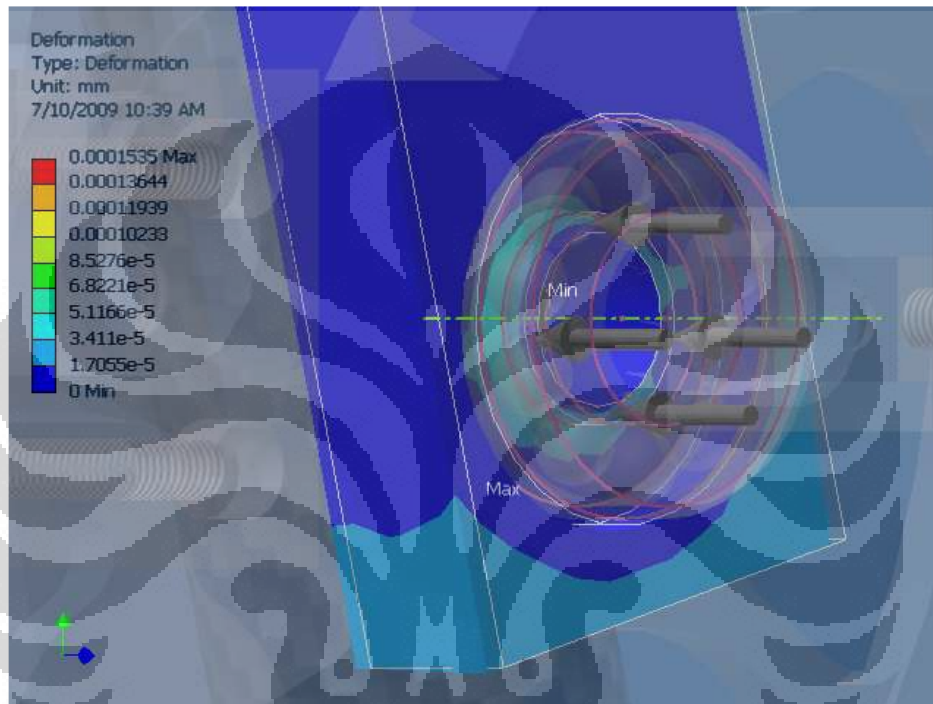 Deformation
Type: Deformation
Unit: mm
7/10/2009 10:39 AM
0.0001535 Max
0.00013644
0.00011939
0.00010233
8.5276e-5
6.8221e-5
5.1166e-5
3.411e-5
1.7055e-5
0 Min
Min
Max